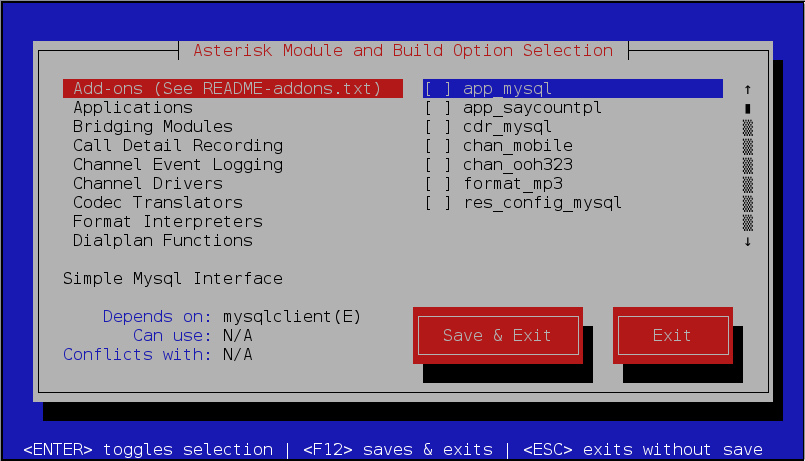 Asterisk Module and Build Option Selection
Add-ons (See README-addons.txt) [ ] app_mysql ↑
Applications [ ] app_saycountpl
Bridging Modules [ ] cdr_mysql
Call Detail Recording [ ] chan_mobile
Channel Event Logging [ ] chan_ooh323
Channel Drivers [ ] format_mp3
Codec Translators [ ] res_config_mysql
Format Interpreters
Dialplan Functions ↓
Simple Mysql Interface
Depends on: mysqlclient(E)
Can use: N/A
Conflicts with: N/A
Save & Exit Exit
<ENTER> toggles selection | <F12> saves & exits | <ESC> exits without save